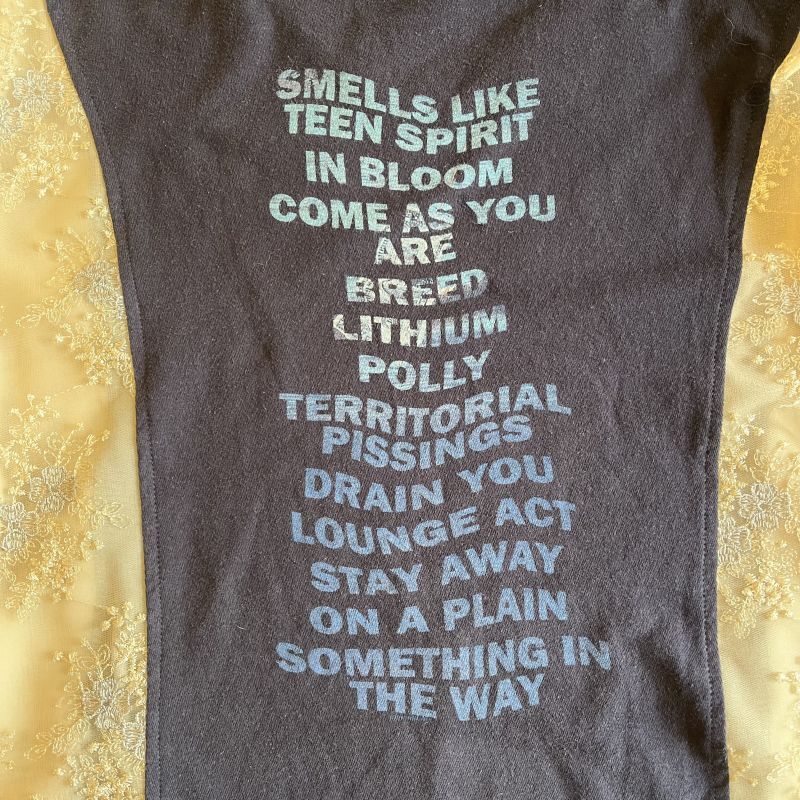 SMELLS LIKE
TEEN SPIRIT
IN BLOOM
COME AS YOU
ARE
BREED
LITHIUM
POLLY
TERRITORIAL
PISSINGS
DRAIN YOU
LOUNGE ACT
STAY AWAY
ON A PLAIN
SOMETHING IN
THE WAY